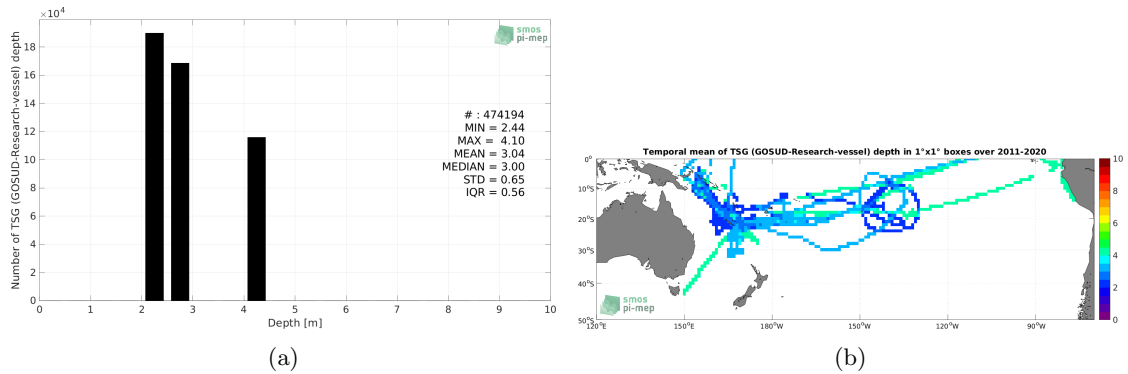 ×10⁴
18
16
14
12
10
8
6
4
2
0
Number of TSG (GOSUD-Research-vessel) depth
smos
pi-mep
# : 474194
MIN = 2.44
MAX = 4.10
MEAN = 3.04
MEDIAN = 3.00
STD = 0.65
IQR = 0.56
0 1 2 3 4 5 6 7 8 9 10
Depth [m]
(a)
Temporal mean of TSG (GOSUD-Research-vessel) depth in 1°x1° boxes over 2011-2020
0°
10°S
20°S
30°S
40°S
50°S
120°E 150°E 180°W 150°W 120°W 90°W
smos
pi-mep
10
8
6
4
2
0
(b)